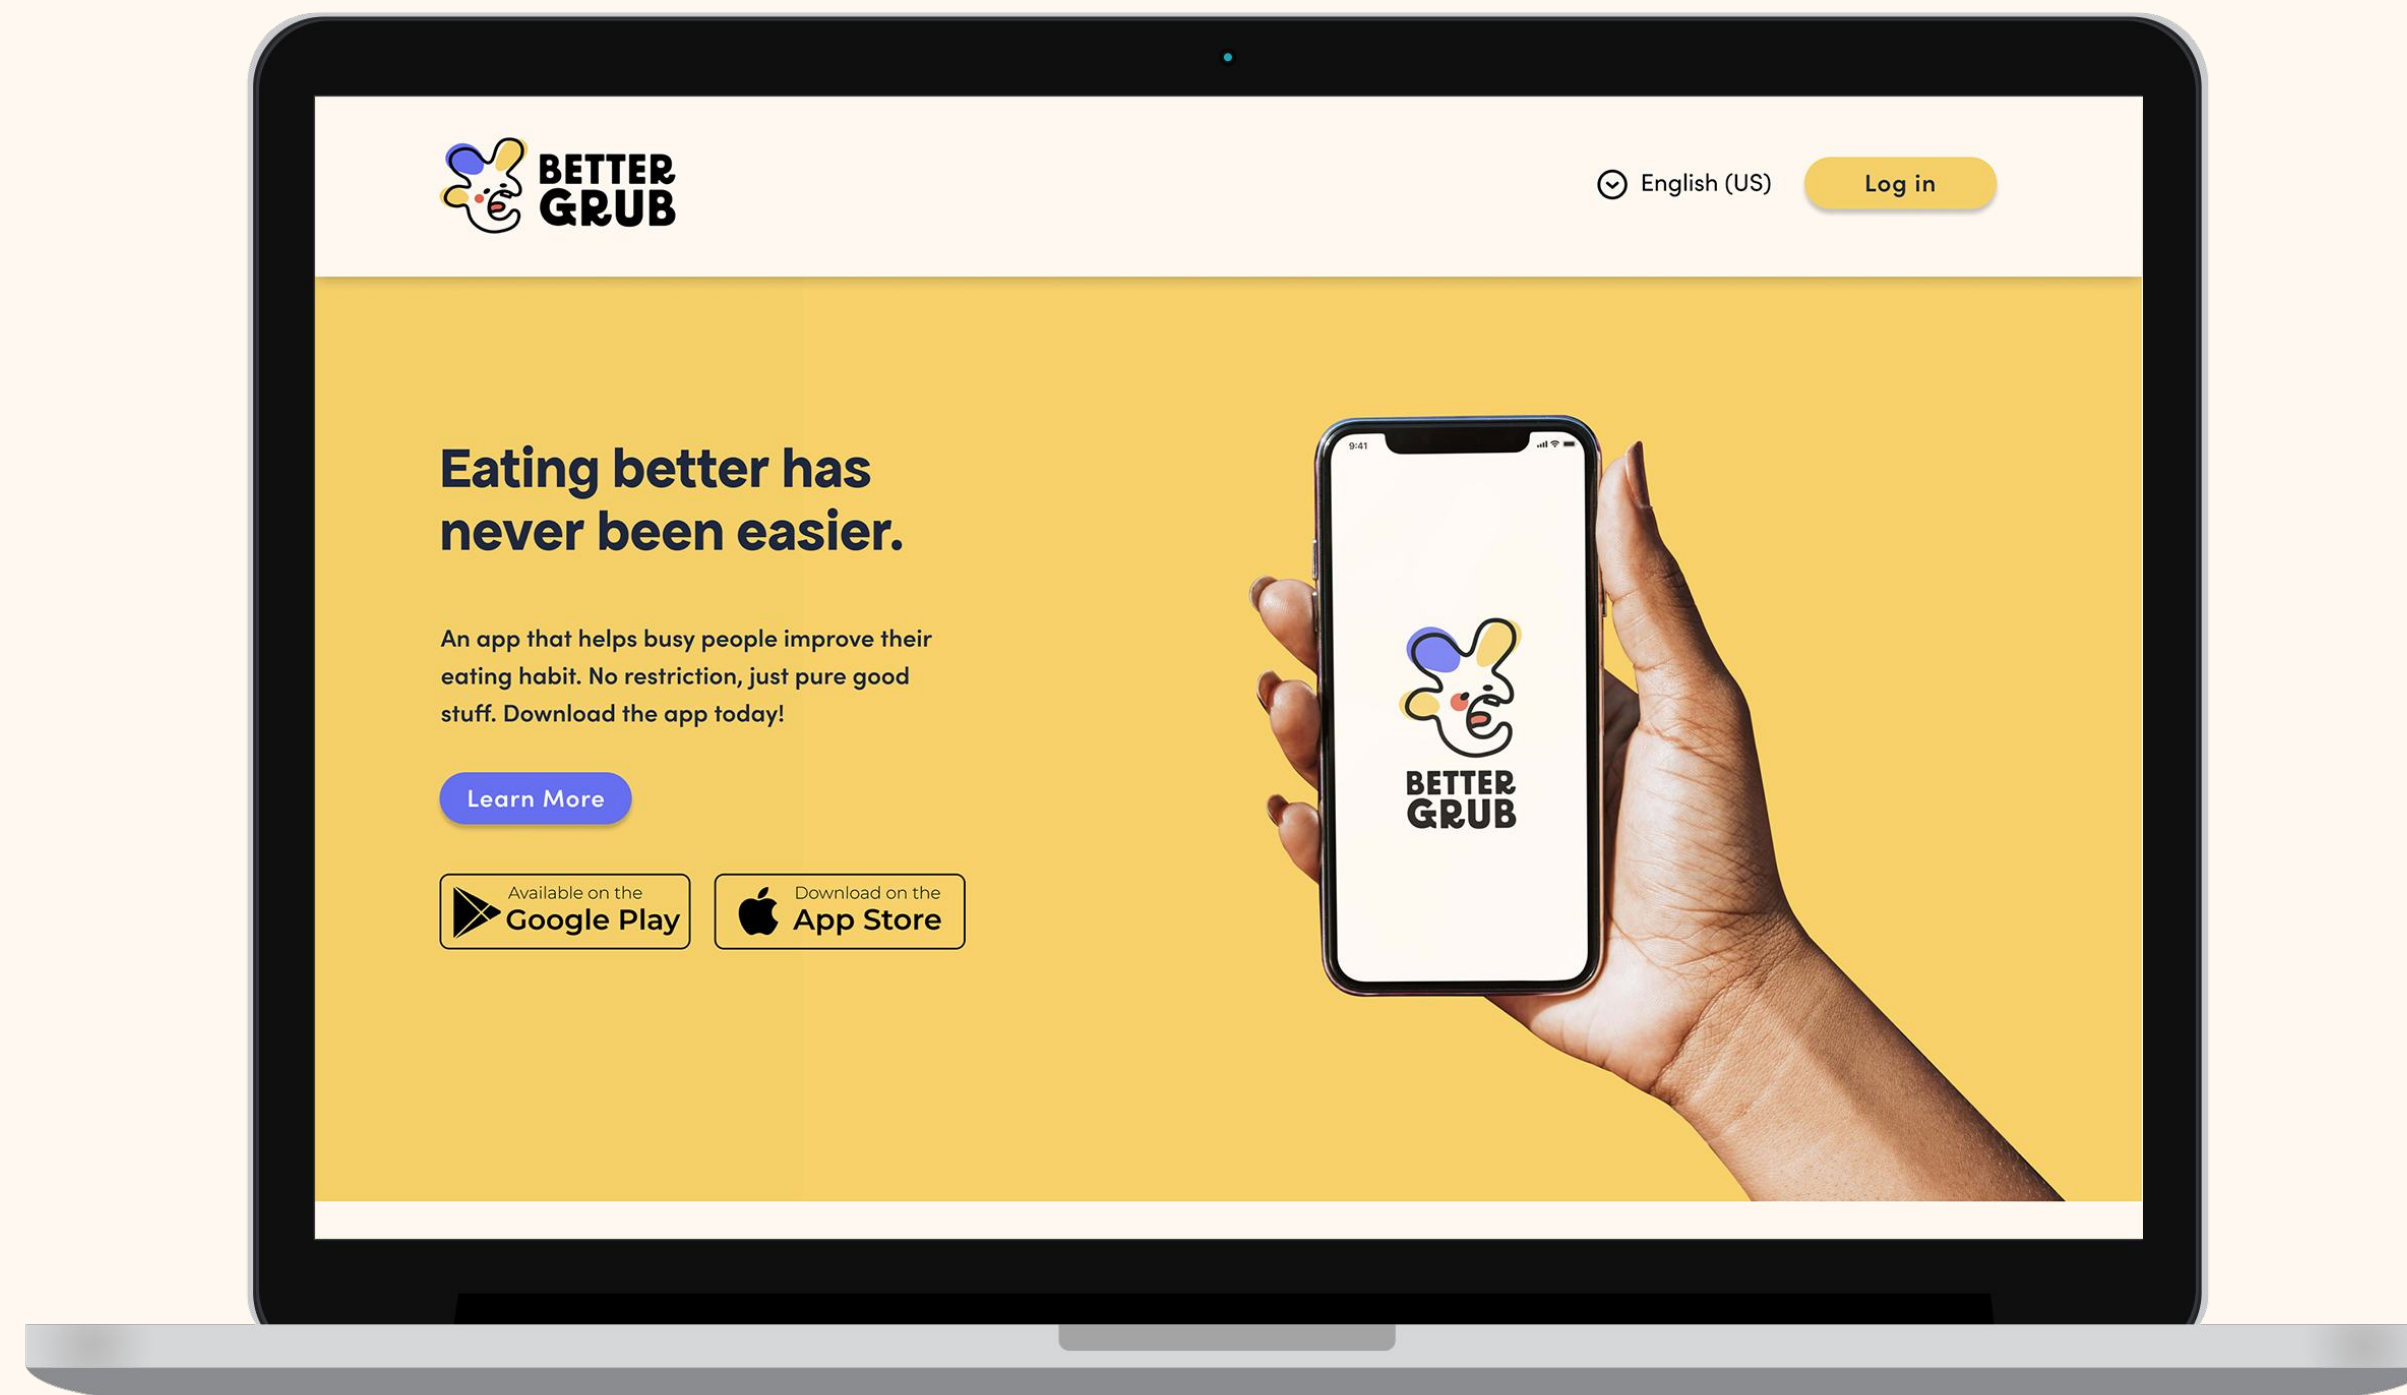 BETTER
GRUB
English (US)
Log in
Eating better has
never been easier.
An app that helps busy people improve their
eating habit. No restriction, just pure good
stuff. Download the app today!
Learn More
Available on the
Google Play
Download on the
App Store
9:41
BETTER
GRUB